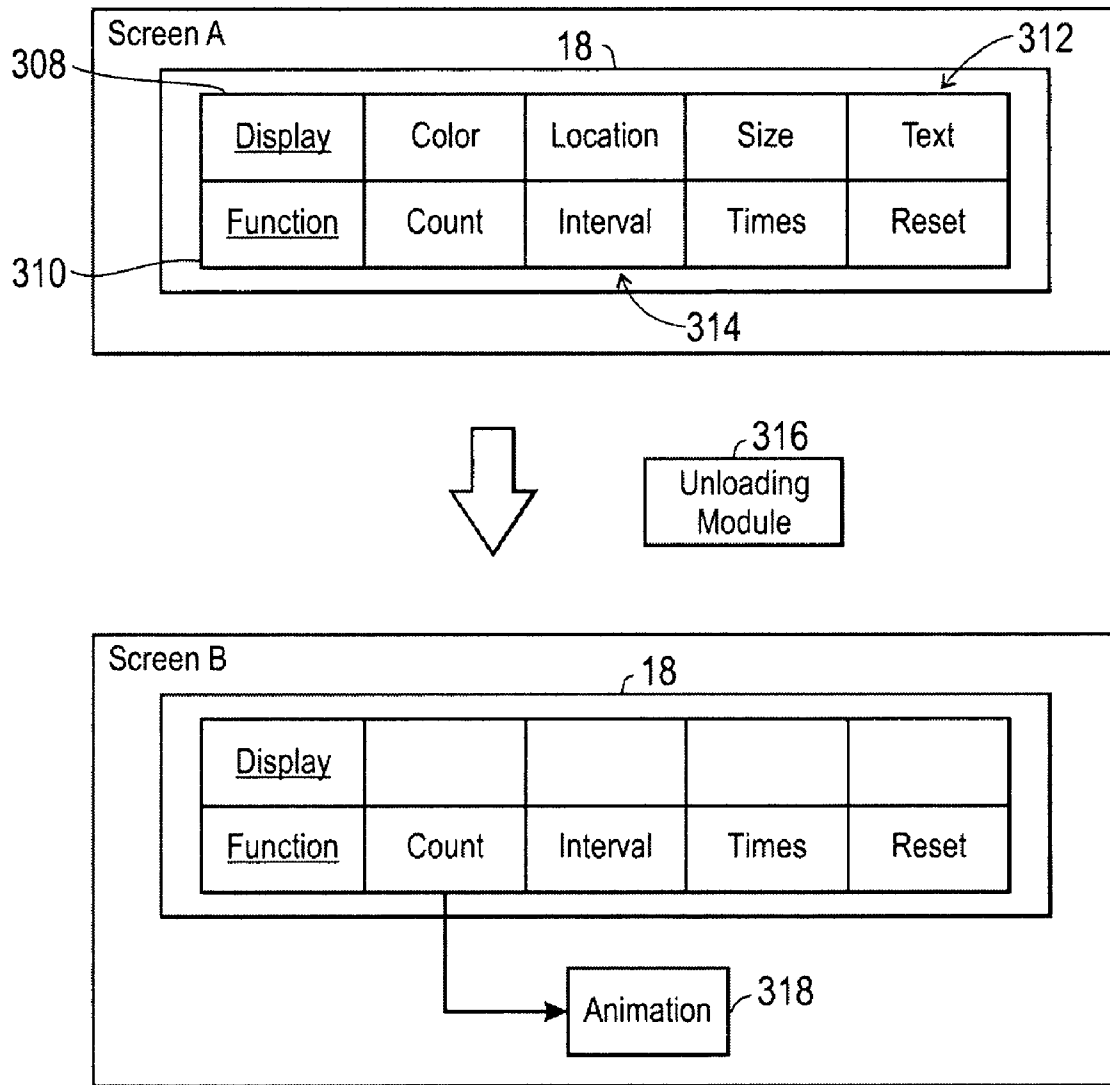 Screen A
18
312
308
Display Color Location Size Text
Function Count Interval Times Reset
310
314
316
Unloading
Module
Screen B
18
Display
Function Count Interval Times Reset
Animation
318